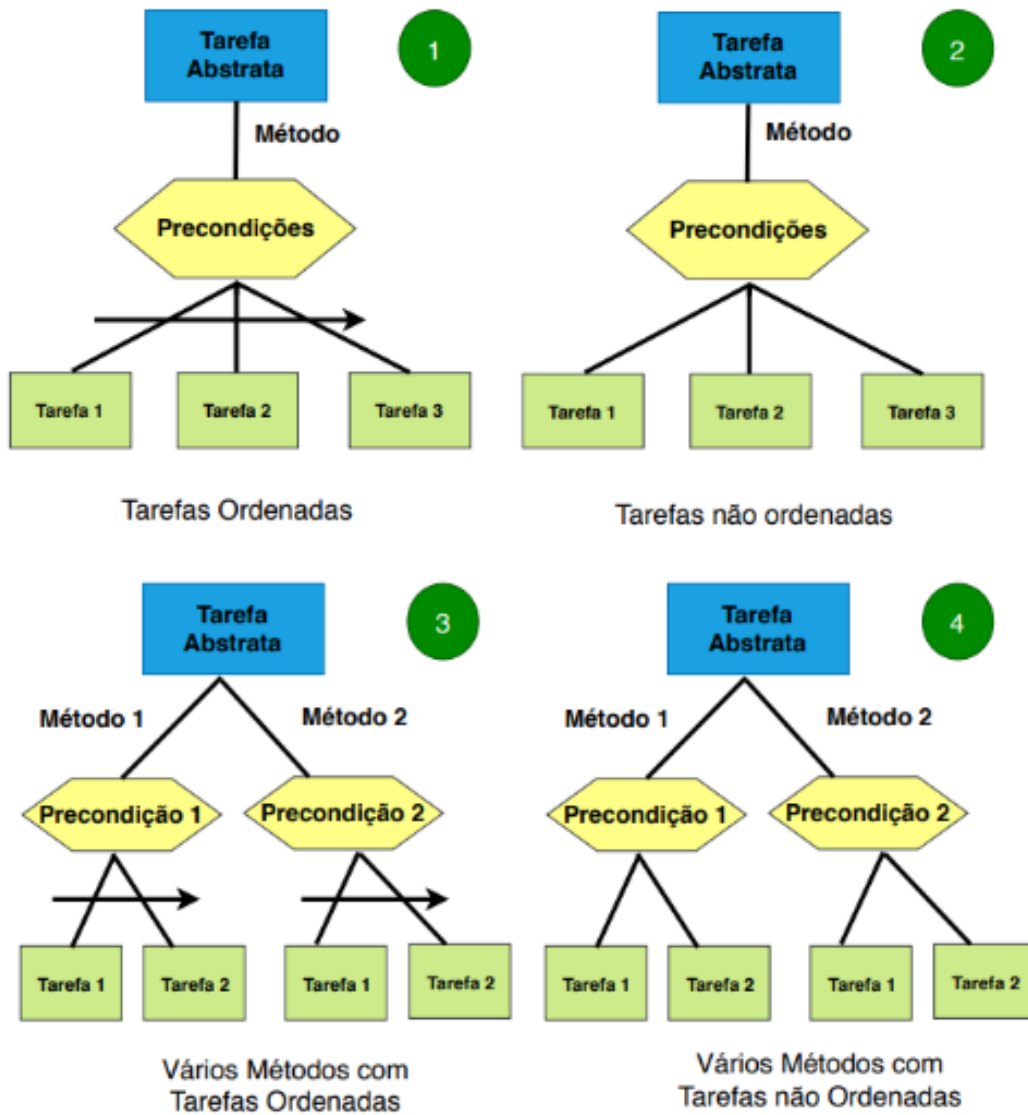 Tarefa
Abstrata
1
Método
Precondições
Tarefa 1
Tarefa 2
Tarefa 3
Tarefas Ordenadas
Tarefa
Abstrata
2
Método
Precondições
Tarefa 1
Tarefa 2
Tarefa 3
Tarefas não ordenadas
Tarefa
Abstrata
3
Método 1
Método 2
Precondição 1
Precondição 2
Tarefa 1
Tarefa 2
Tarefa 1
Tarefa 2
Vários Métodos com
Tarefas Ordenadas
Tarefa
Abstrata
4
Método 1
Método 2
Precondição 1
Precondição 2
Tarefa 1
Tarefa 2
Tarefa 1
Tarefa 2
Vários Métodos com
Tarefas não Ordenadas